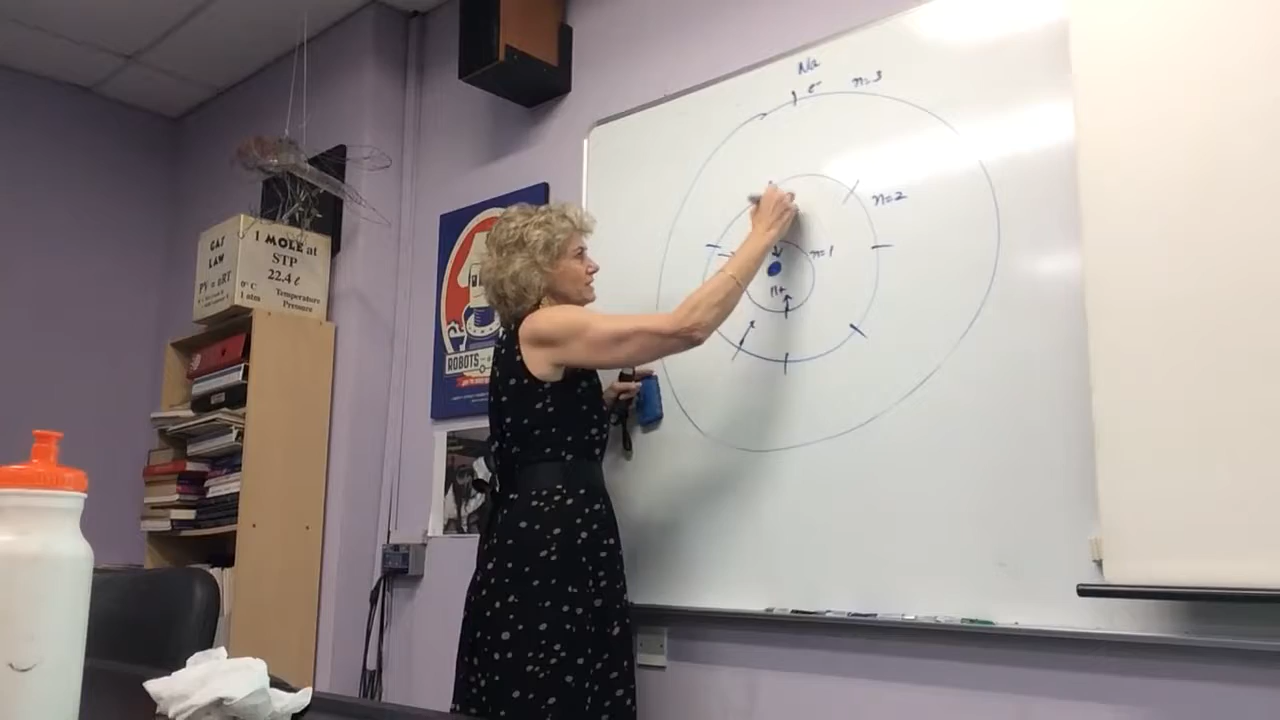 Na
e⁻ n=3
n=2
n=1
GAS
LAW
PV = nRT
1 MOLE at
STP
22.4 ℓ
0° C
1 atm
Temperature
Pressure
ROBOTS